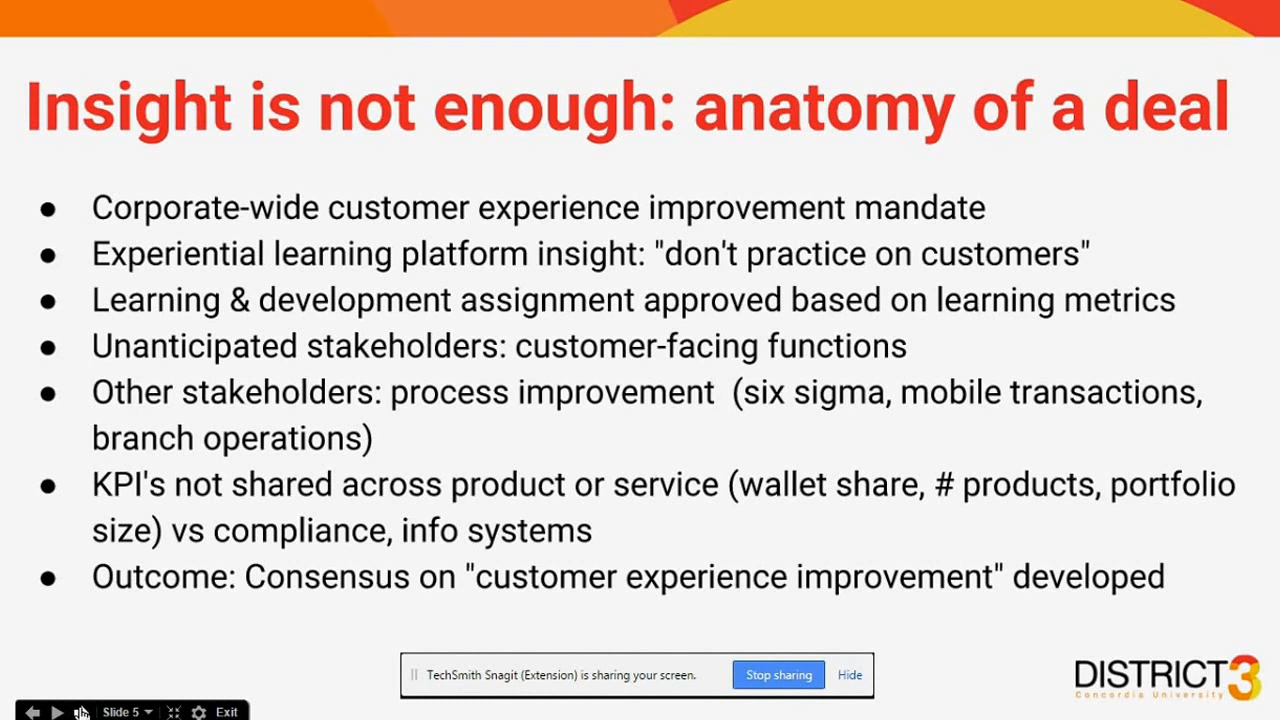 Insight is not enough: anatomy of a deal
● Corporate-wide customer experience improvement mandate
● Experiential learning platform insight: "don't practice on customers"
● Learning & development assignment approved based on learning metrics
● Unanticipated stakeholders: customer-facing functions
● Other stakeholders: process improvement (six sigma, mobile transactions,
branch operations)
● KPI's not shared across product or service (wallet share, # products, portfolio
size) vs compliance, info systems
● Outcome: Consensus on "customer experience improvement" developed
TechSmith Snagit (Extension) is sharing your screen. Stop sharing Hide
DISTRICT3
Concordia University
Slide 5 Exit